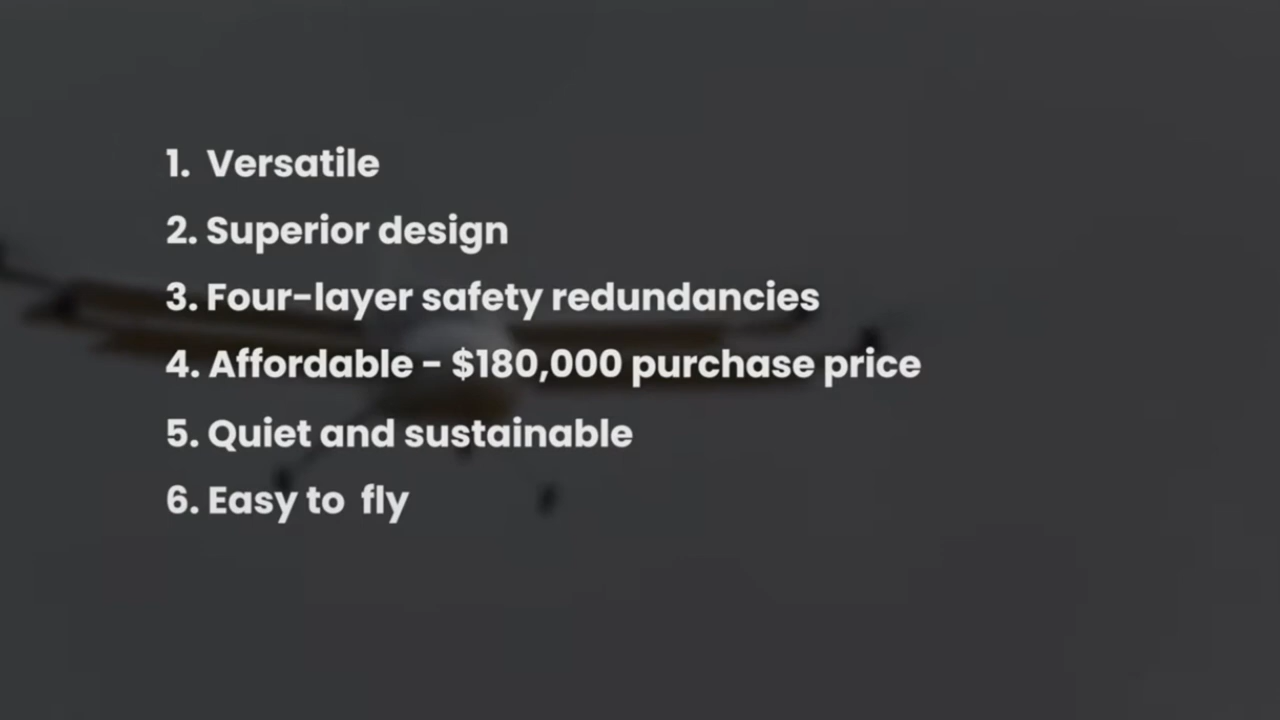 1. Versatile
2. Superior design
3. Four-layer safety redundancies
4. Affordable - $180,000 purchase price
5. Quiet and sustainable
6. Easy to fly